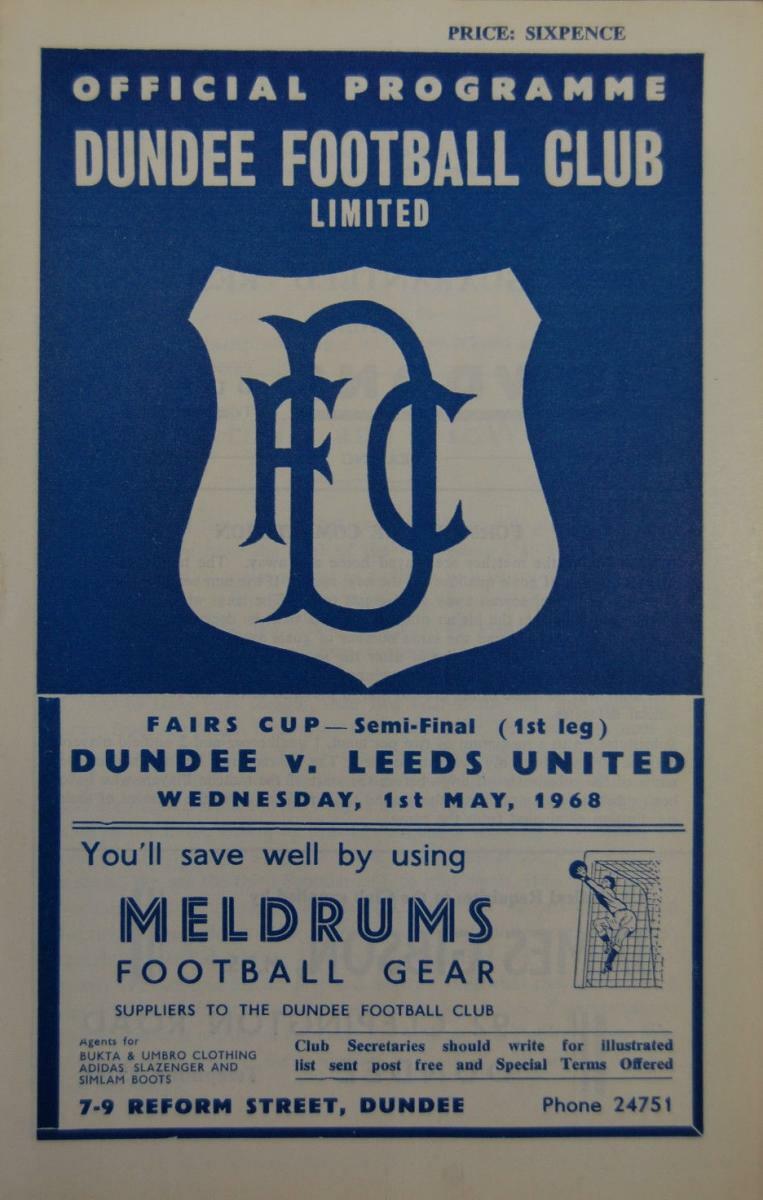 PRICE: SIXPENCE
OFFICIAL PROGRAMME
DUNDEE FOOTBALL CLUB
LIMITED
DFC
FAIRS CUP — Semi-Final (1st leg)
DUNDEE v. LEEDS UNITED
WEDNESDAY, 1st MAY, 1968
You'll save well by using
MELDRUMS
FOOTBALL GEAR
SUPPLIERS TO THE DUNDEE FOOTBALL CLUB
Agents for
BUKTA & UMBRO CLOTHING
ADIDAS, SLAZENGER AND
SIMLAM BOOTS
Club Secretaries should write for illustrated
list sent post free and Special Terms Offered
7-9 REFORM STREET, DUNDEE Phone 24751